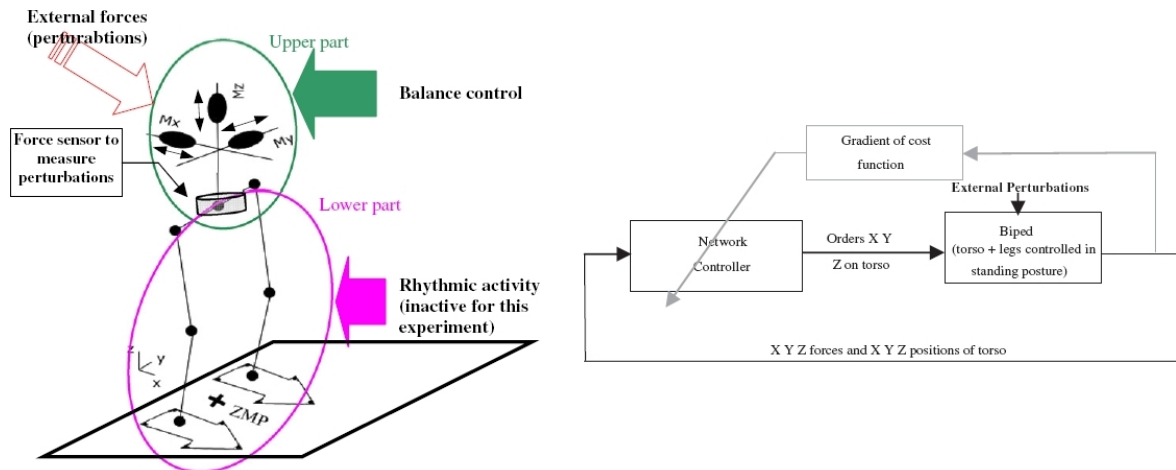 External forces
(perturabtions)
Upper part
Balance control
Mz
Mx
My
Force sensor to
measure
perturbations
Lower part
Rhythmic activity
(inactive for this
experiment)
z
y
x
ZMP
Gradient of cost
function
External Perturbations
Network
Controller
Orders X Y
Z on torso
Biped
(torso + legs controlled in
standing posture)
X Y Z forces and X Y Z positions of torso